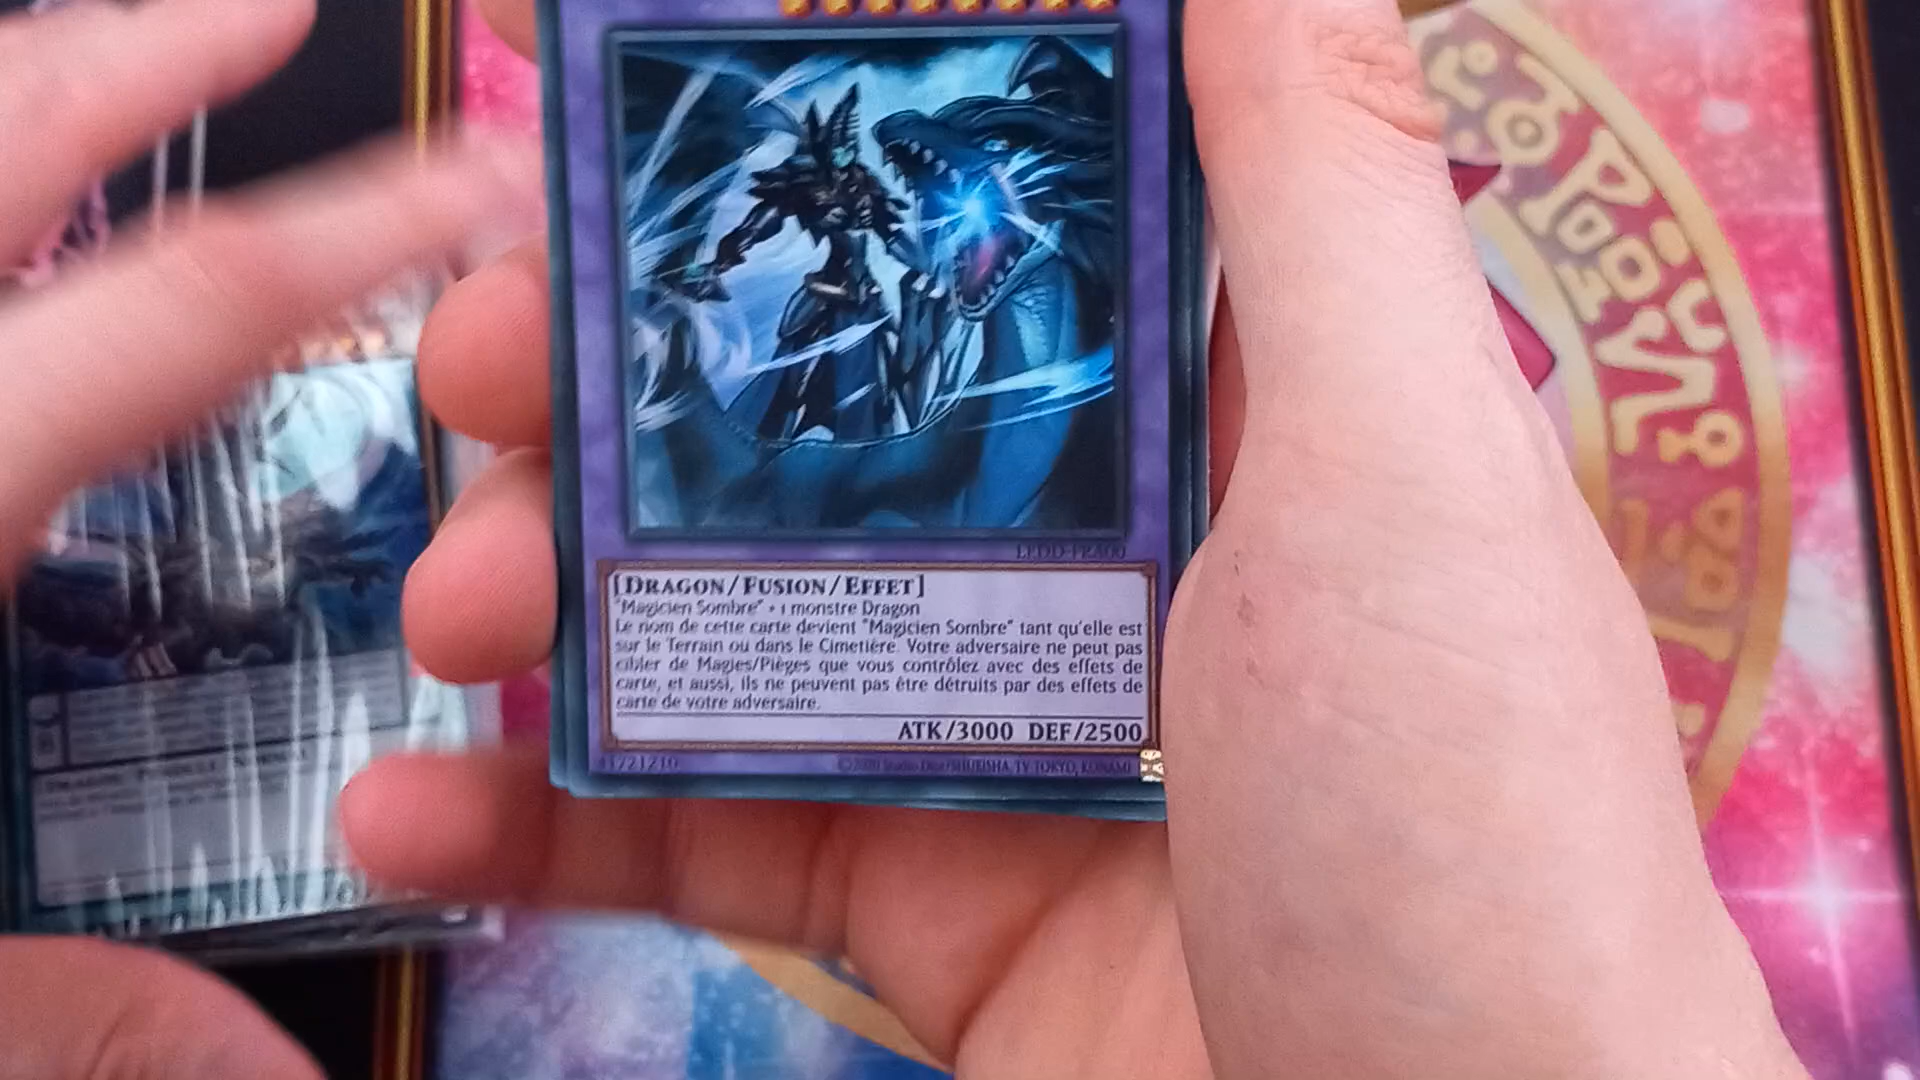 LEDD-FRA00
[DRAGON/FUSION/EFFET]
"Magicien Sombre" + 1 monstre Dragon
Le nom de cette carte devient "Magicien Sombre" tant qu'elle est
sur le Terrain ou dans le Cimetière. Votre adversaire ne peut pas
cibler de Magies/Pièges que vous contrôlez avec des effets de
carte, et aussi, ils ne peuvent pas être détruits par des effets de
carte de votre adversaire.
ATK/3000 DEF/2500
41721210
©2020 Studio Dice/SHUEISHA, TV TOKYO, KONAMI